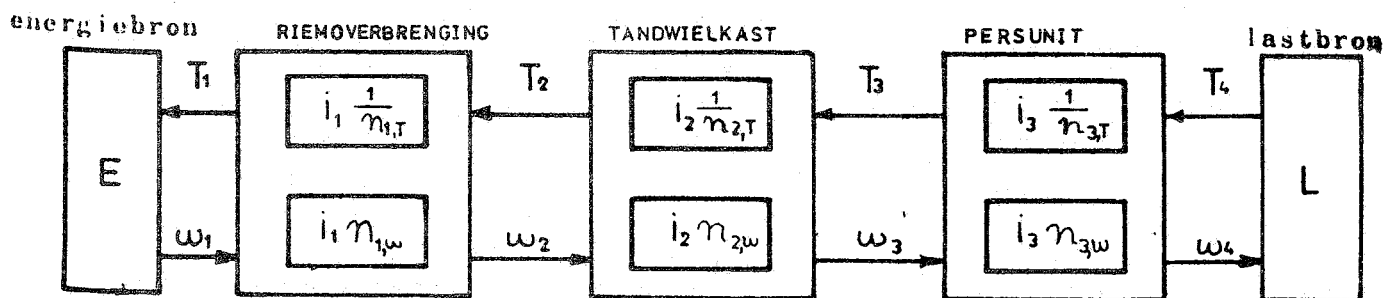 energiebron RIEMOVERBRENGING TANDWIELKAST PERSUNIT lastbron
T₁ T₂ T₃ T₄
i₁ 1/η₁,T i₂ 1/η₂,T i₃ 1/η₃,T
E L
i₁ η₁,ω i₂ η₂,ω i₃ η₃,ω
ω₁ ω₂ ω₃ ω₄